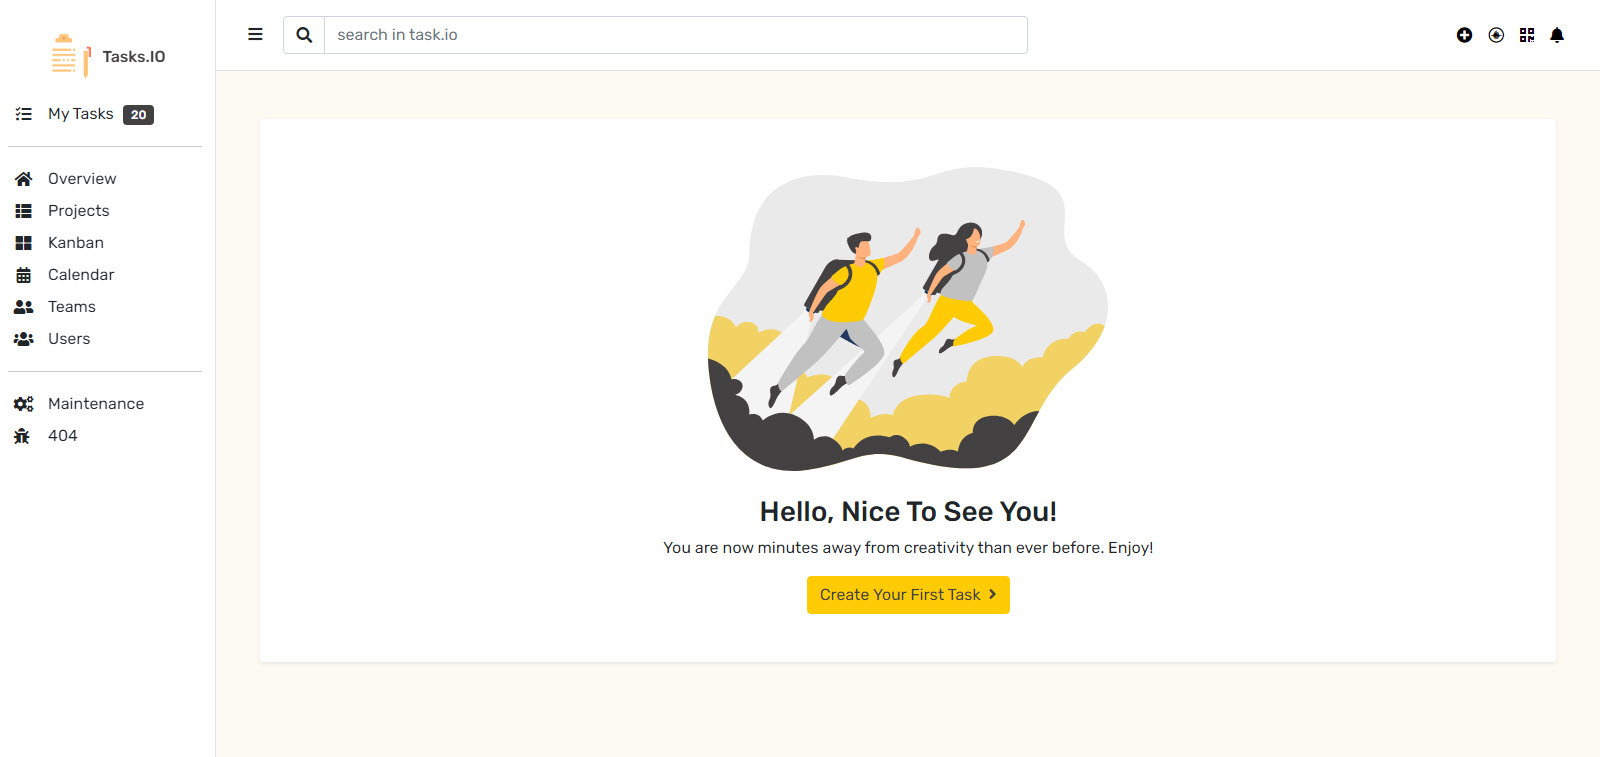 Tasks.IO
search in task.io
My Tasks 20
Overview
Projects
Kanban
Calendar
Teams
Users
Maintenance
404
Hello, Nice To See You!
You are now minutes away from creativity than ever before. Enjoy!
Create Your First Task